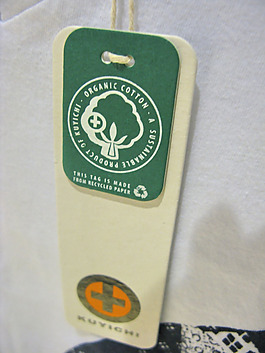 ORGANIC COTTON · A SUSTAINABLE PRODUCT OF KUYICHI ·
THIS TAG IS MADE
FROM RECYCLED PAPER
KUYICHI